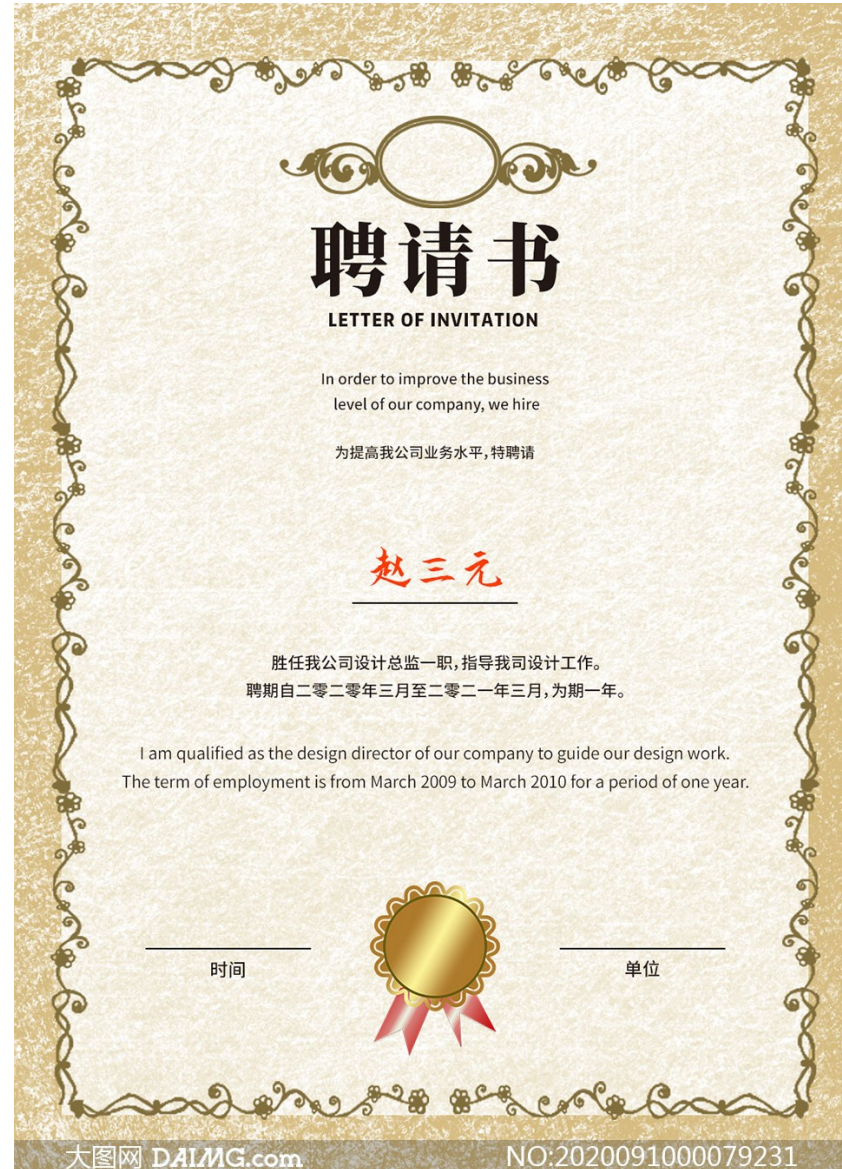 聘请书
LETTER OF INVITATION
In order to improve the business
level of our company, we hire
为提高我公司业务水平,特聘请
赵三元
胜任我公司设计总监一职,指导我司设计工作。
聘期自二零二零年三月至二零二一年三月,为期一年。
I am qualified as the design director of our company to guide our design work.
The term of employment is from March 2009 to March 2010 for a period of one year.
时间
单位
大图网 DAIMG.com
NO:2020091000079231